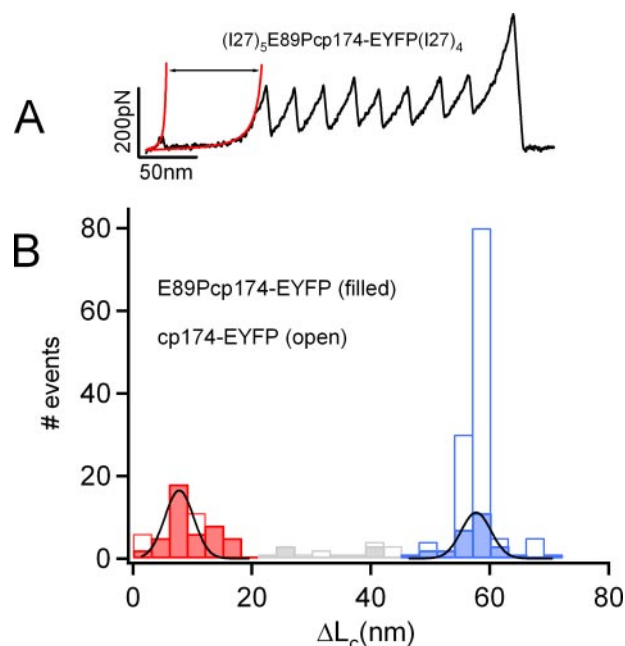 (I27)₅E89Pcp174-EYFP(I27)₄
A
200pN
50nm
B
80
60
40
20
0
# events
E89Pcp174-EYFP (filled)
cp174-EYFP (open)
0 20 40 60 80
ΔL_c(nm)